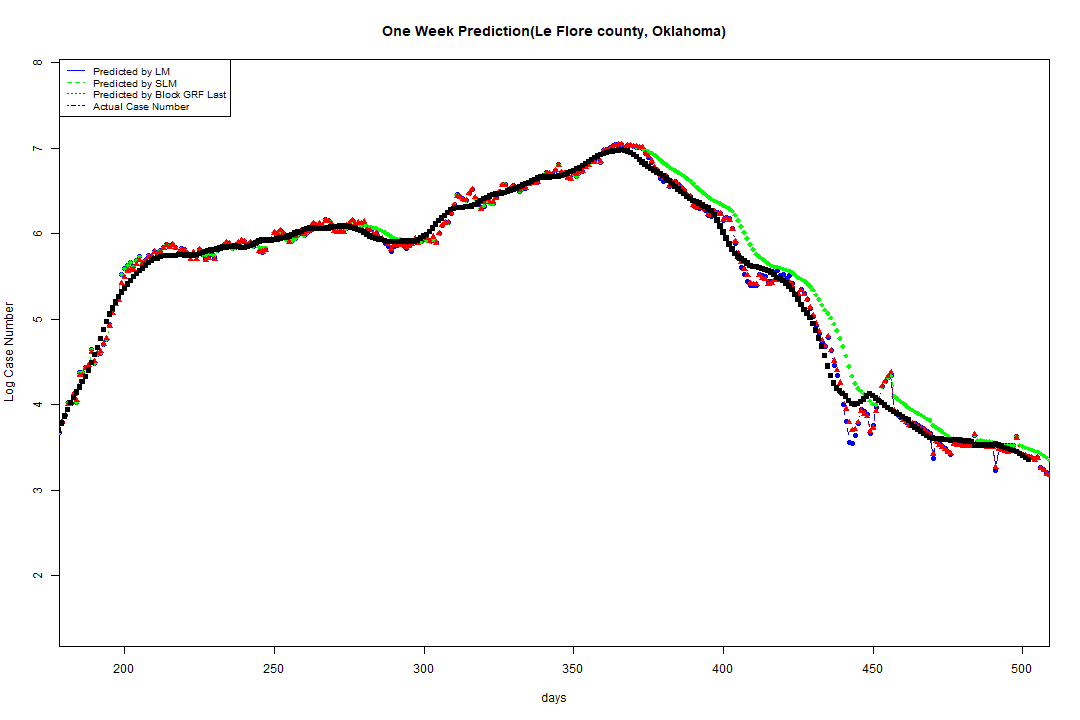 One Week Prediction(Le Flore county, Oklahoma)
Predicted by LM
Predicted by SLM
Predicted by Block GRF Last
Actual Case Number
8
7
6
5
4
3
2
Log Case Number
200 250 300 350 400 450 500
days